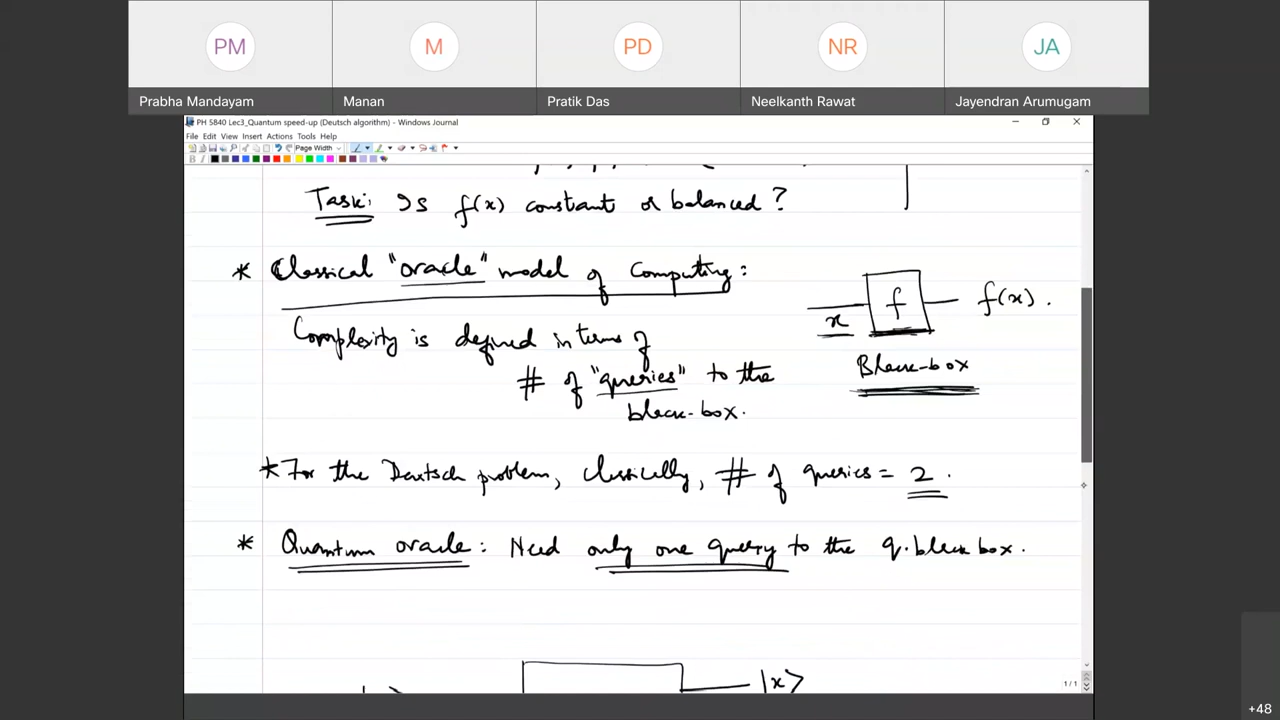 PM
M
PD
NR
JA
Prabha Mandayam
Manan
Pratik Das
Neelkanth Rawat
Jayendran Arumugam
PH 5840 Lec3_Quantum speed-up (Deutsch algorithm) - Windows Journal
File Edit View Insert Actions Tools Help
Page Width
B I
Task: Is f(x) constant or balanced?
* Classical "oracle" model of Computing:
x f f(x).
Black-box
Complexity is defined in terms of
# of "queries" to the
black-box.
* For the Deutsch problem, Classically, # of queries = 2.
* Quantum oracle: Need only one query to the q. black box.
|x>
1 / 1
+48